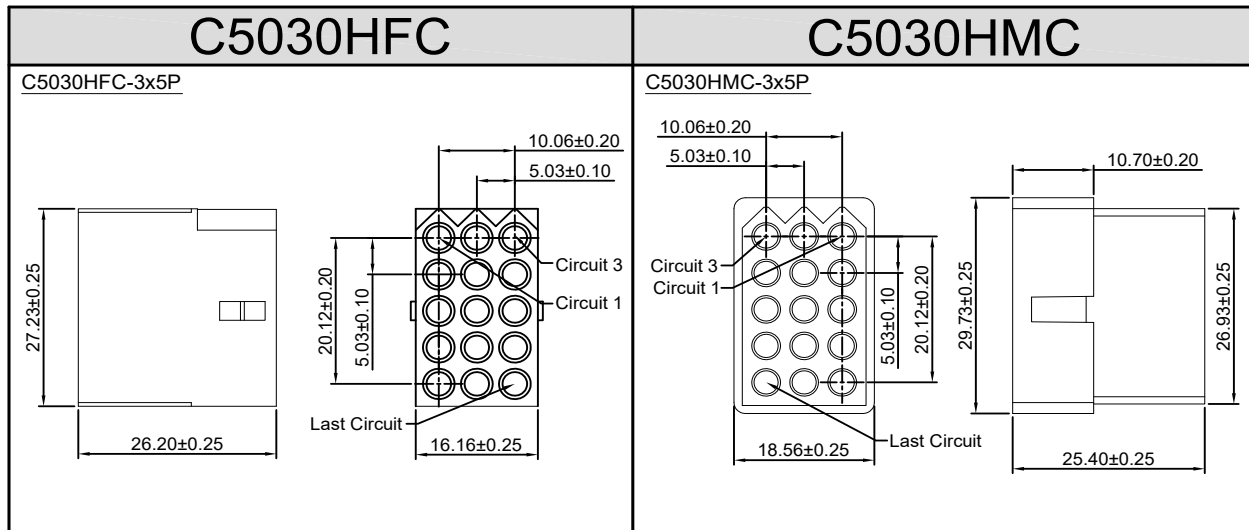 C5030HFC
C5030HFC-3x5P
10.06±0.20
5.03±0.10
27.23±0.25
20.12±0.20
5.03±0.10
Circuit 3
Circuit 1
Last Circuit
26.20±0.25
16.16±0.25
C5030HMC
C5030HMC-3x5P
10.06±0.20
5.03±0.10
10.70±0.20
Circuit 3
Circuit 1
5.03±0.10
20.12±0.20
29.73±0.25
26.93±0.25
Last Circuit
18.56±0.25
25.40±0.25